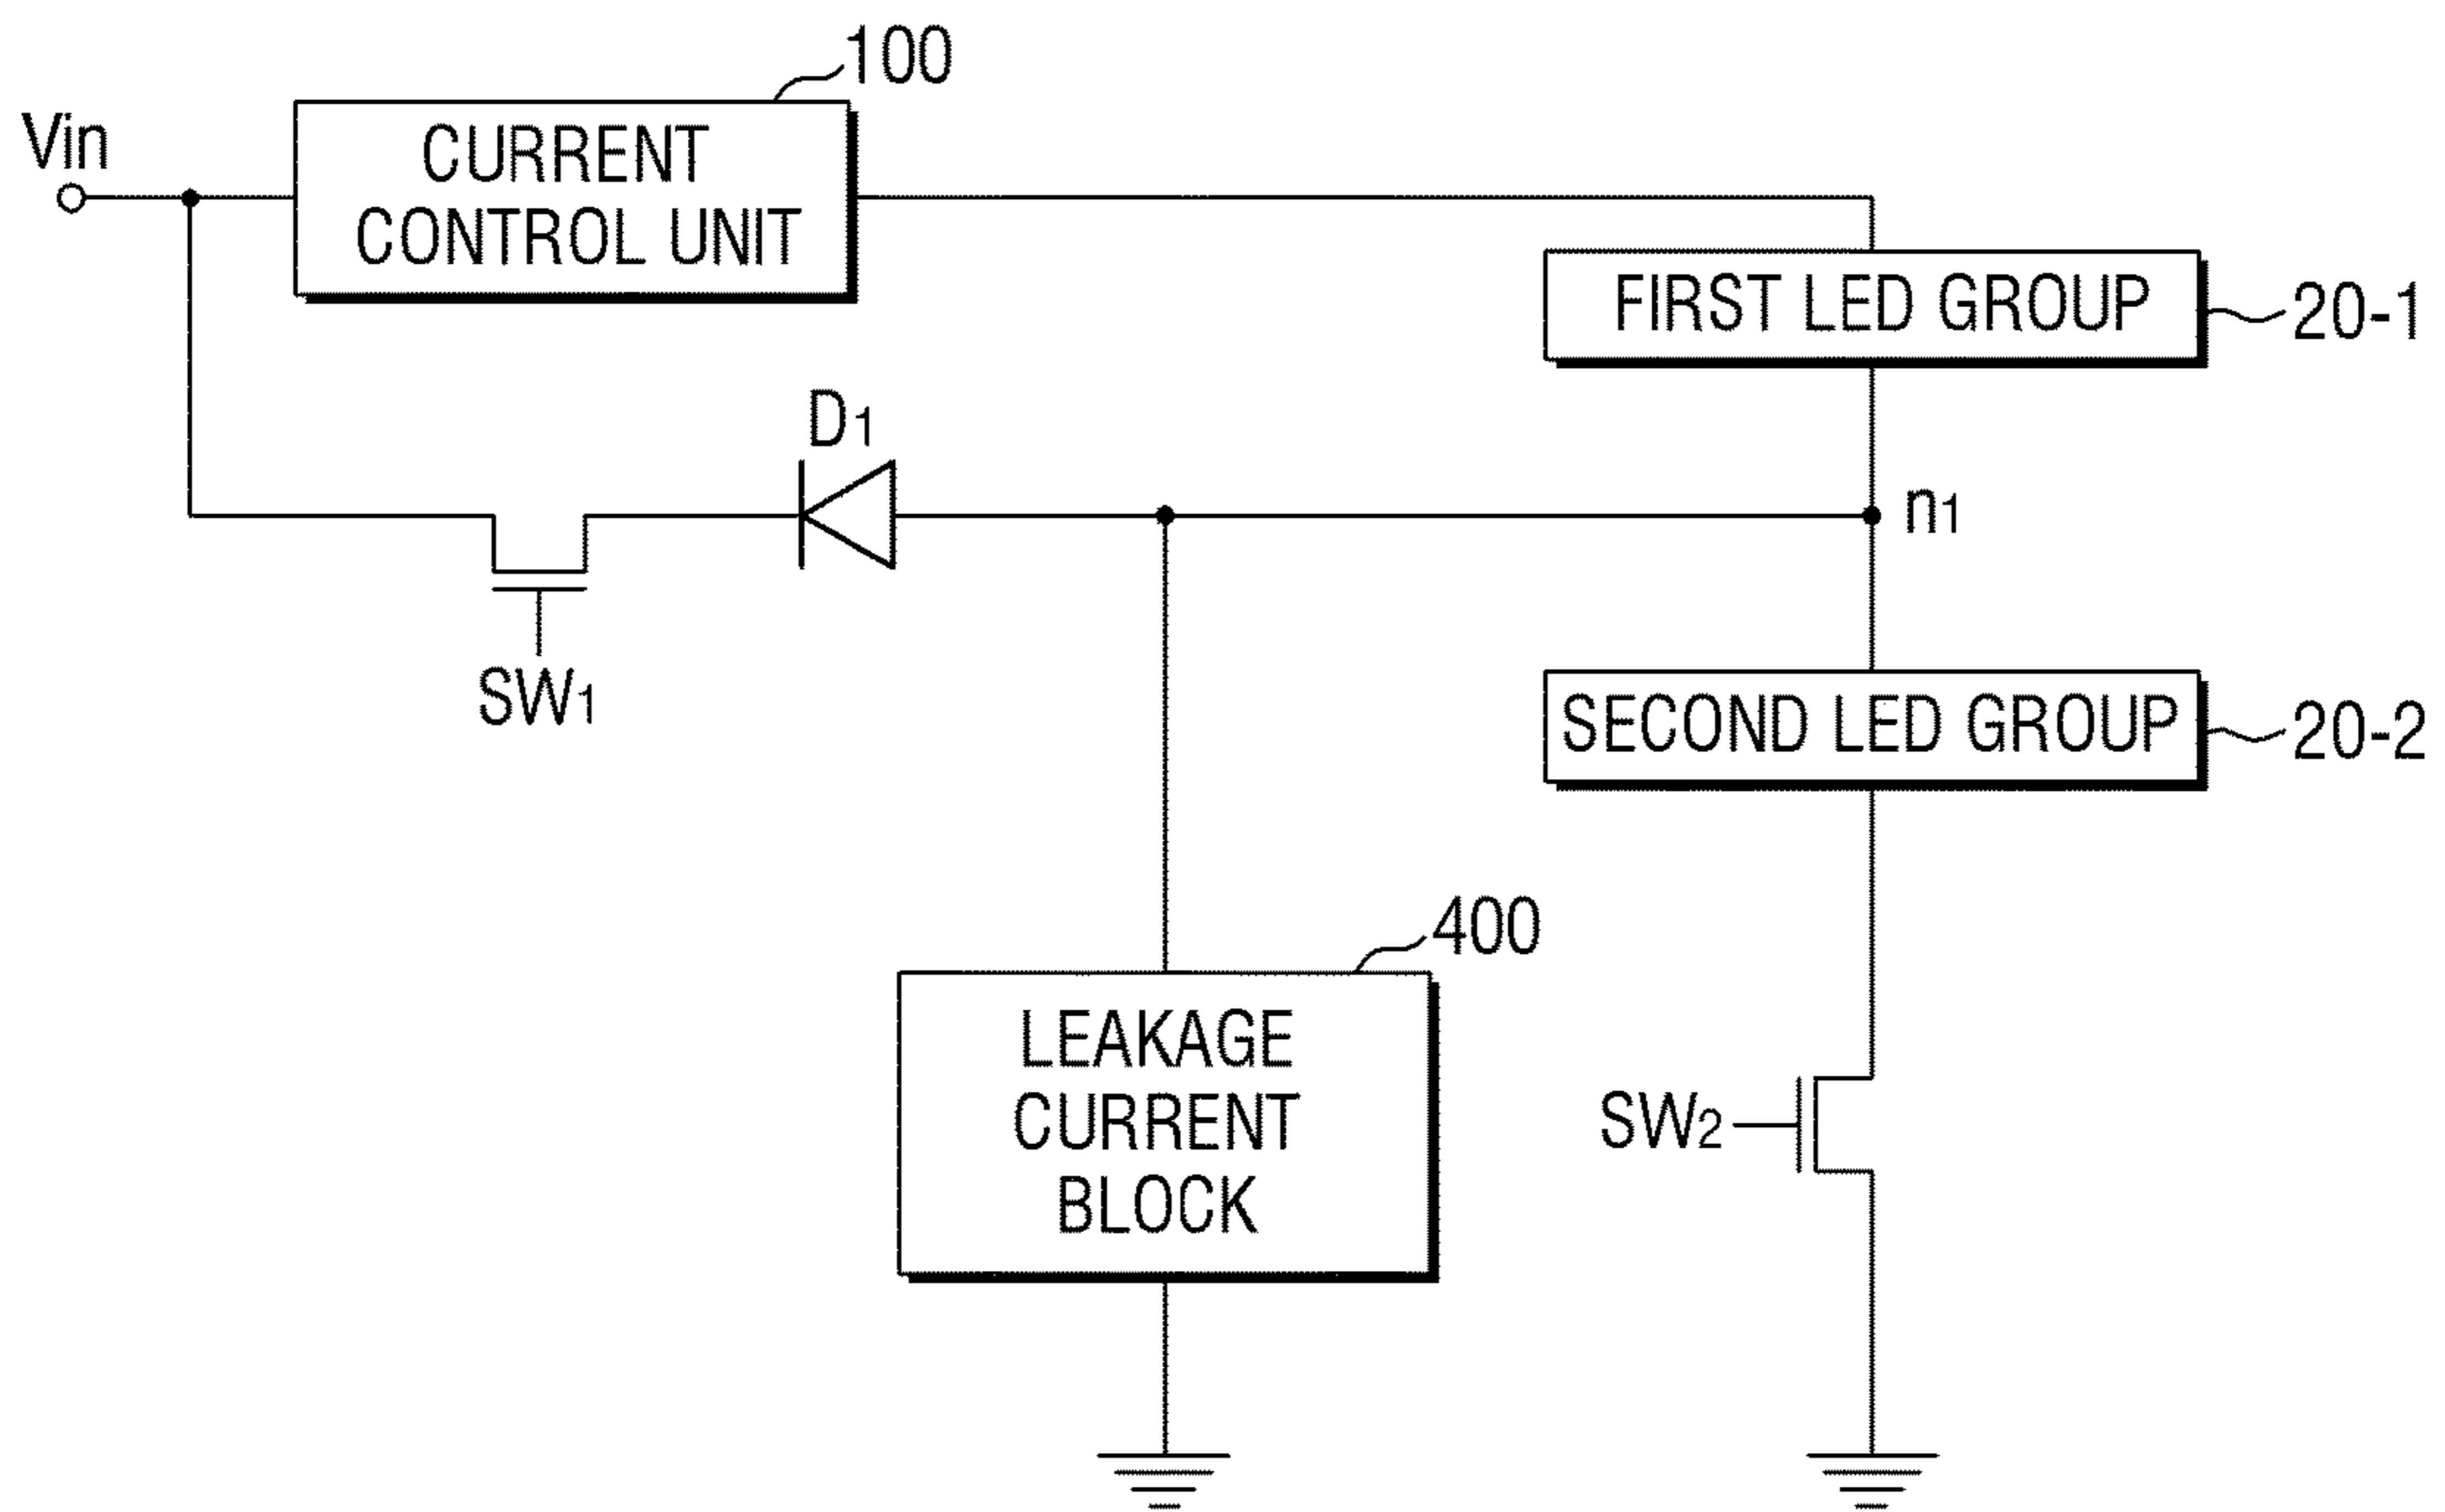 100
Vin
CURRENT
CONTROL UNIT
FIRST LED GROUP
20-1
D1
n1
SW1
SECOND LED GROUP
20-2
400
LEAKAGE
CURRENT
BLOCK
SW2